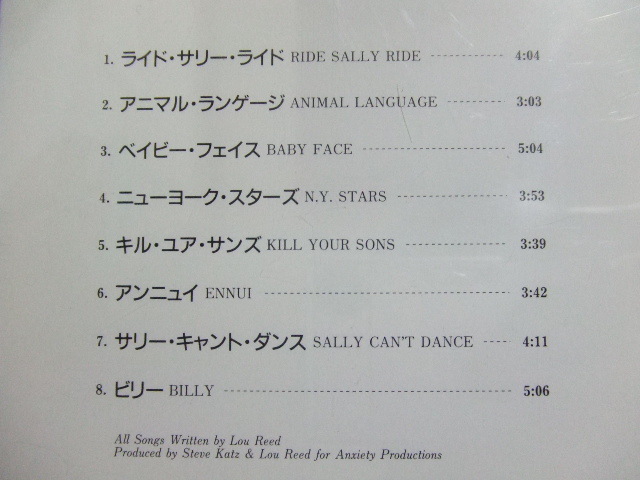 1. ライド・サリー・ライド RIDE SALLY RIDE ---------- 4:04
2. アニマル・ランゲージ ANIMAL LANGUAGE ---------- 3:03
3. ベイビー・フェイス BABY FACE ---------- 5:04
4. ニューヨーク・スターズ N.Y. STARS ---------- 3:53
5. キル・ユア・サンズ KILL YOUR SONS ---------- 3:39
6. アンニュイ ENNUI ---------- 3:42
7. サリー・キャント・ダンス SALLY CAN'T DANCE ----- 4:11
8. ビリー BILLY ---------- 5:06
All Songs Written by Lou Reed
Produced by Steve Katz & Lou Reed for Anxiety Productions